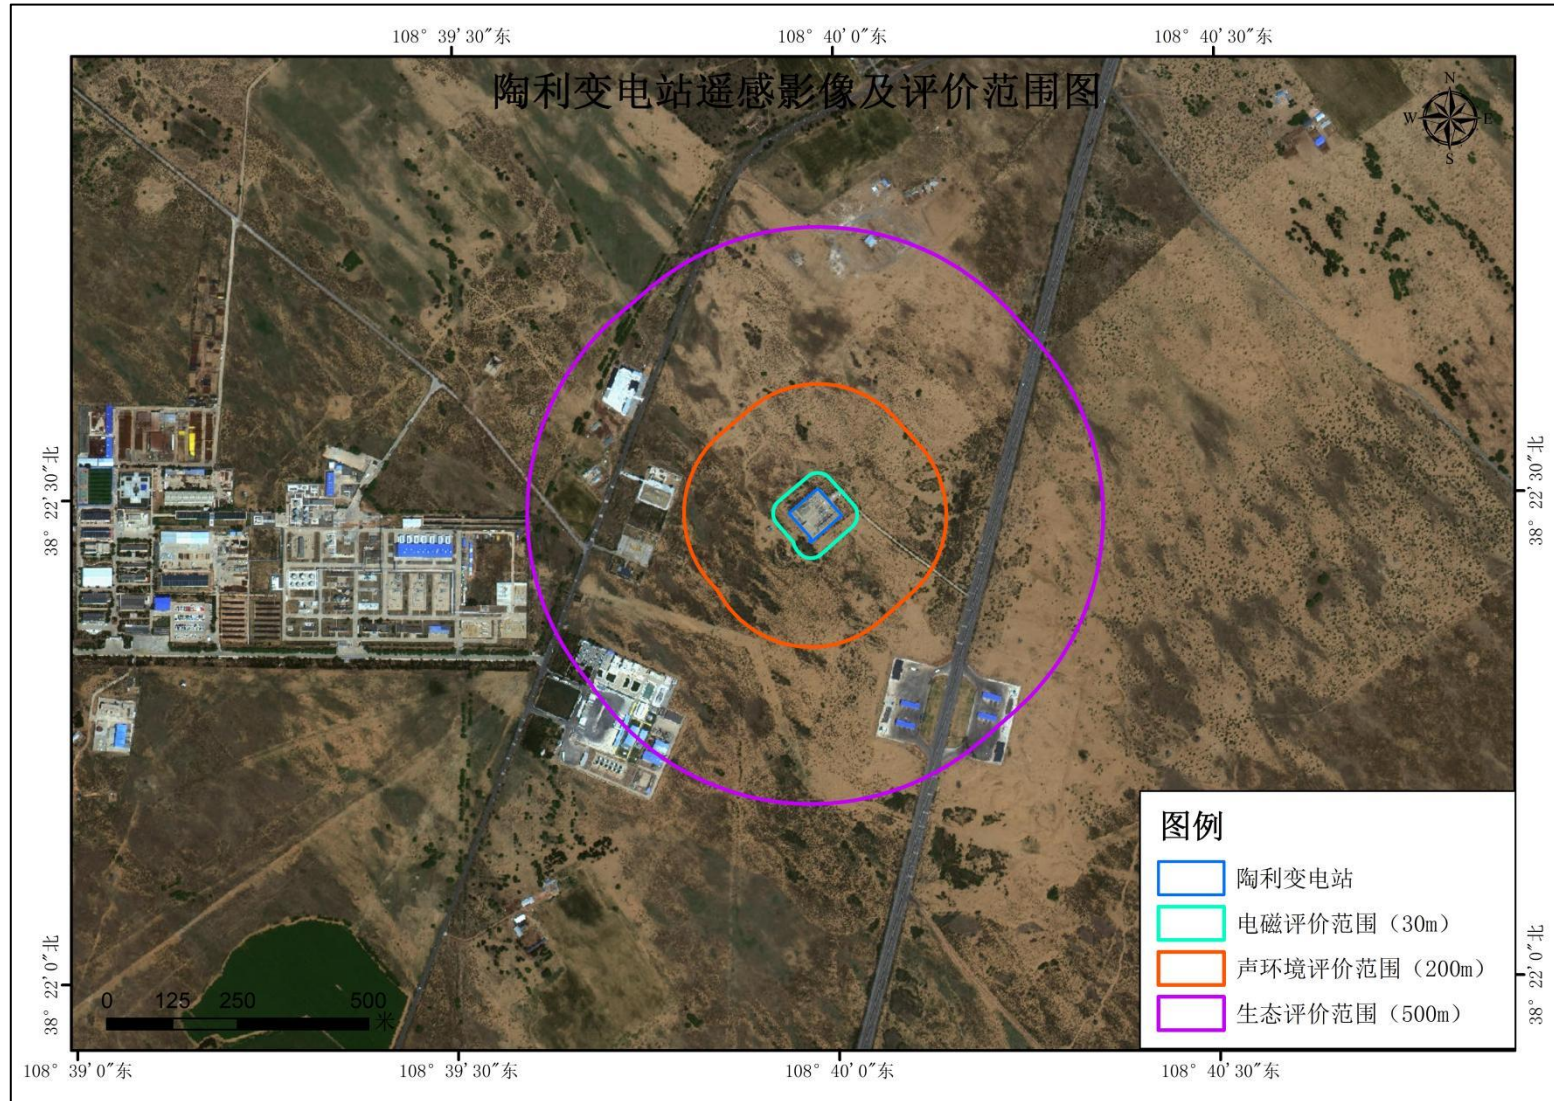 108° 39'30"东
108° 40'0"东
108° 40'30"东
陶利变电站遥感影像及评价范围图
N
W
E
S
38° 22'30"北
38° 22'30"北
38° 22'0"北
38° 22'0"北
图例
陶利变电站
电磁评价范围（30m）
声环境评价范围（200m）
生态评价范围（500m）
0 125 250 500
米
108° 39'0"东
108° 39'30"东
108° 40'0"东
108° 40'30"东